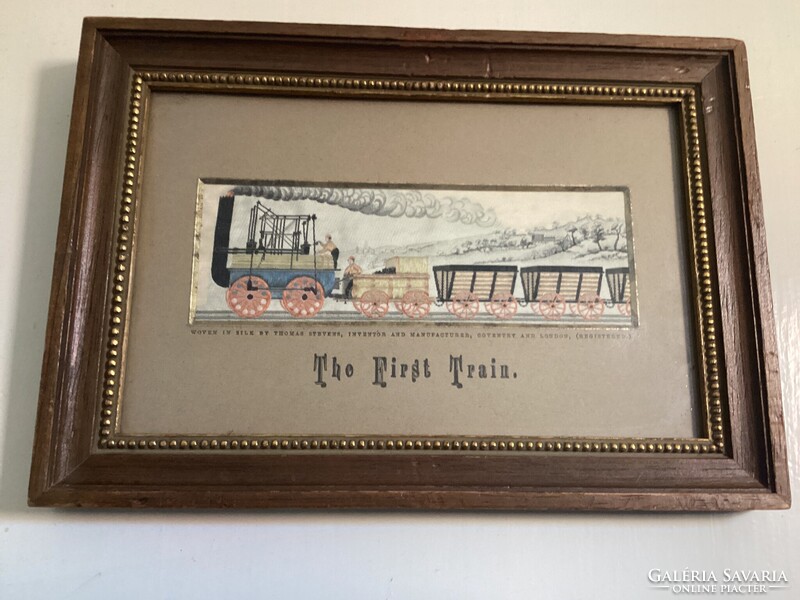 WOVEN IN SILK BY THOMAS STEVENS, INVENTOR AND MANUFACTURER, COVENTRY AND LONDON, (REGISTERED.)
The First Train.
GALÉRIA SAVARIA
ONLINE PIACTÉR